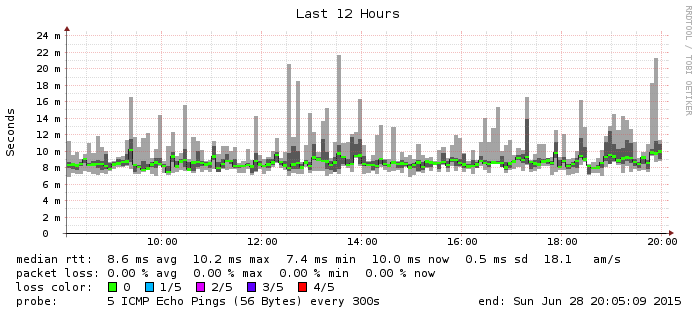 Last 12 Hours
RRDTOOL / TOBI OETIKER
Seconds
24 m
22 m
20 m
18 m
16 m
14 m
12 m
10 m
8 m
6 m
4 m
2 m
0
10:00 12:00 14:00 16:00 18:00 20:00
median rtt: 8.6 ms avg 10.2 ms max 7.4 ms min 10.0 ms now 0.5 ms sd 18.1 am/s
packet loss: 0.00 % avg 0.00 % max 0.00 % min 0.00 % now
loss color: 0 1/5 2/5 3/5 4/5
probe: 5 ICMP Echo Pings (56 Bytes) every 300s end: Sun Jun 28 20:05:09 2015